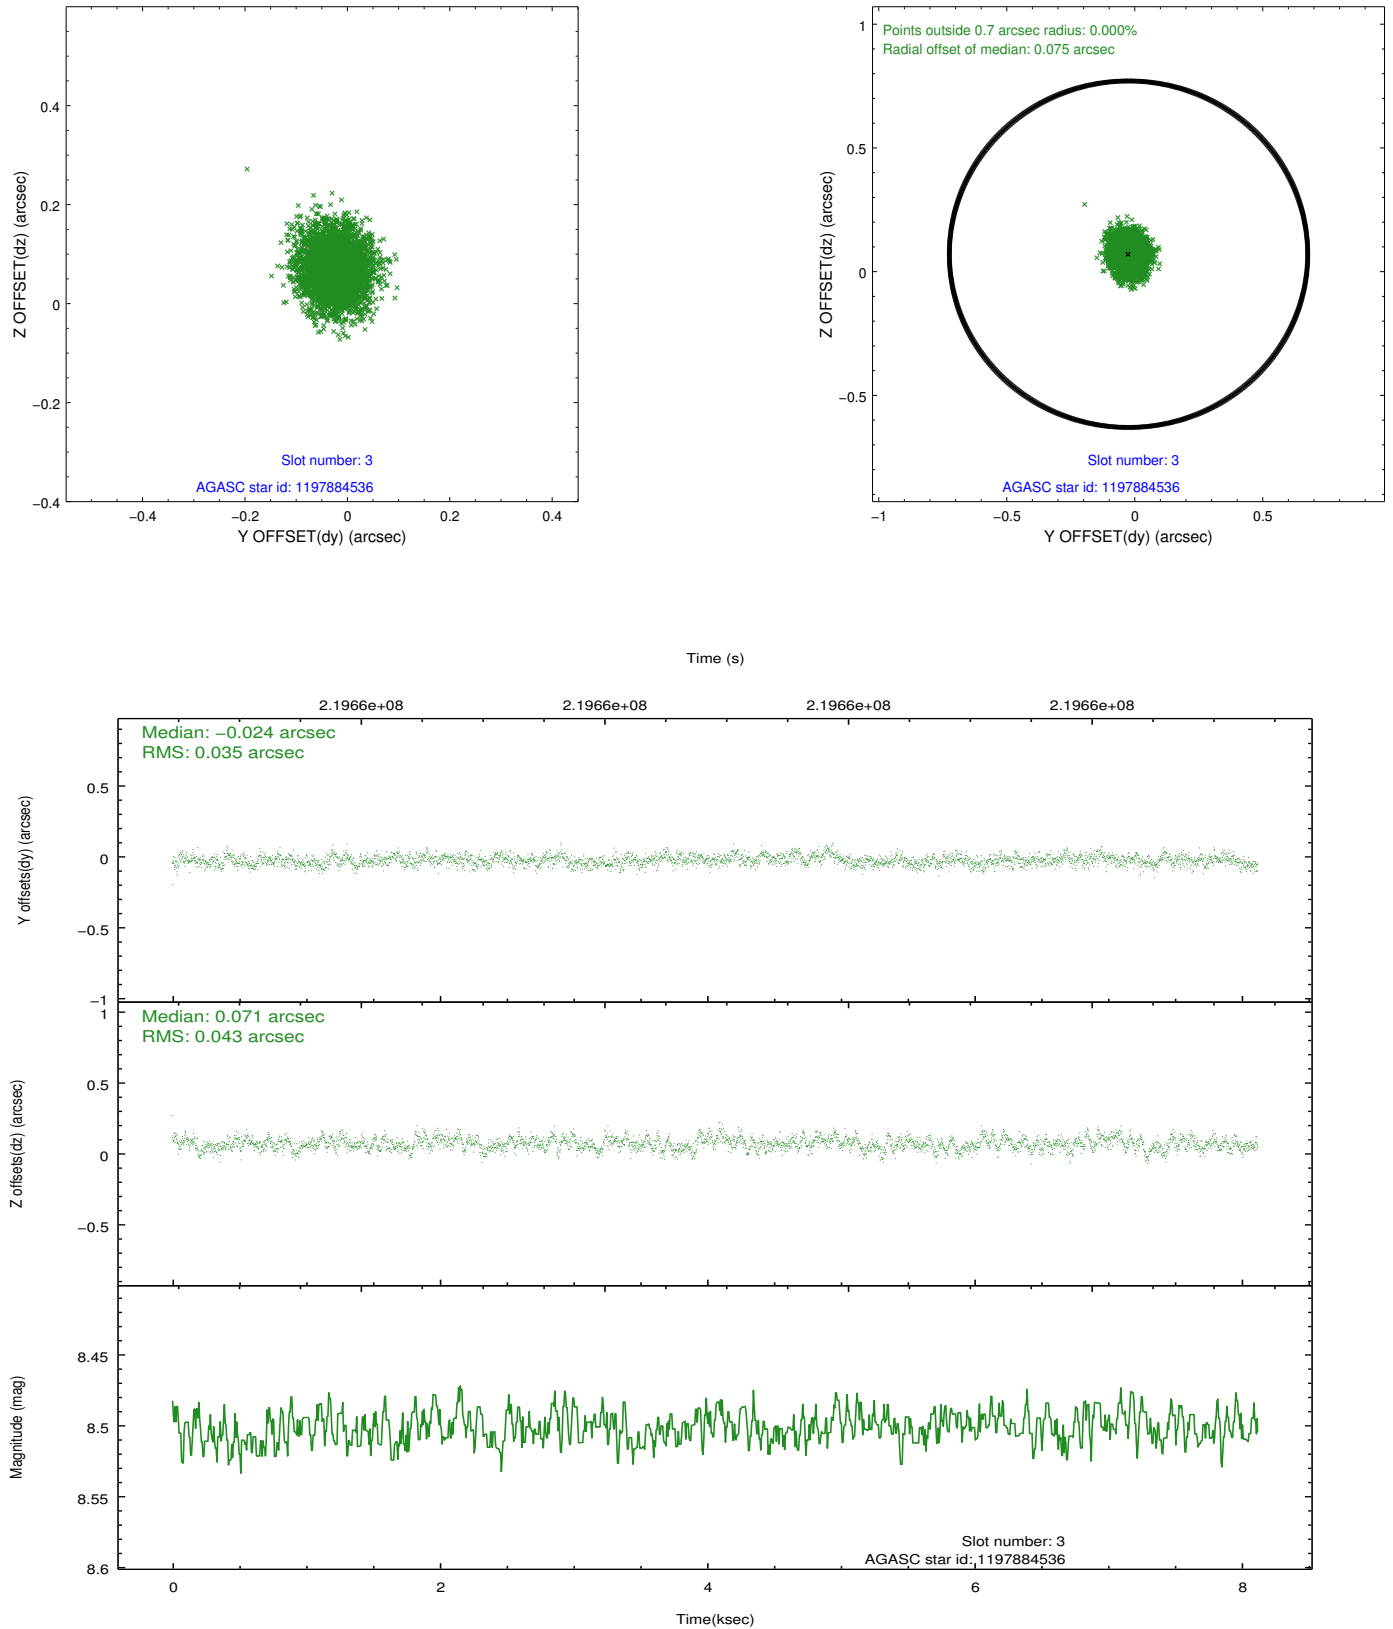 0.4
0.2
0
−0.2
−0.4
Z OFFSET(dz) (arcsec)
Slot number: 3
AGASC star id: 1197884536
−0.4
−0.2
0
0.2
0.4
Y OFFSET(dy) (arcsec)
Points outside 0.7 arcsec radius: 0.000%
Radial offset of median: 0.075 arcsec
1
0.5
0
−0.5
Z OFFSET(dz) (arcsec)
Slot number: 3
AGASC star id: 1197884536
−1
−0.5
0
0.5
Y OFFSET(dy) (arcsec)
Time (s)
2.1966e+08
2.1966e+08
2.1966e+08
2.1966e+08
Median: −0.024 arcsec
RMS: 0.035 arcsec
0.5
0
−0.5
−1
Y offsets(dy) (arcsec)
Median: 0.071 arcsec
RMS: 0.043 arcsec
1
0.5
0
−0.5
Z offsets(dz) (arcsec)
8.45
8.5
8.55
8.6
Magnitude (mag)
Slot number: 3
AGASC star id: 1197884536
0
2
4
6
8
Time(ksec)